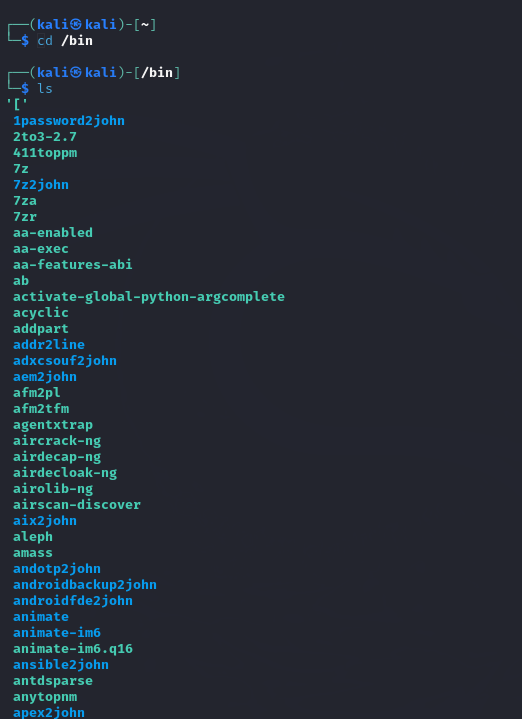 ┌──(kali㉿kali)-[~]
└─$ cd /bin
┌──(kali㉿kali)-[/bin]
└─$ ls
'['
1password2john
2to3-2.7
411toppm
7z
7z2john
7za
7zr
aa-enabled
aa-exec
aa-features-abi
ab
activate-global-python-argcomplete
acyclic
addpart
addr2line
adxcsouf2john
aem2john
afm2pl
afm2tfm
agentxtrap
aircrack-ng
airdecap-ng
airdecloak-ng
airolib-ng
airscan-discover
aix2john
aleph
amass
andotp2john
androidbackup2john
androidfde2john
animate
animate-im6
animate-im6.q16
ansible2john
antdsparse
anytopnm
apex2john